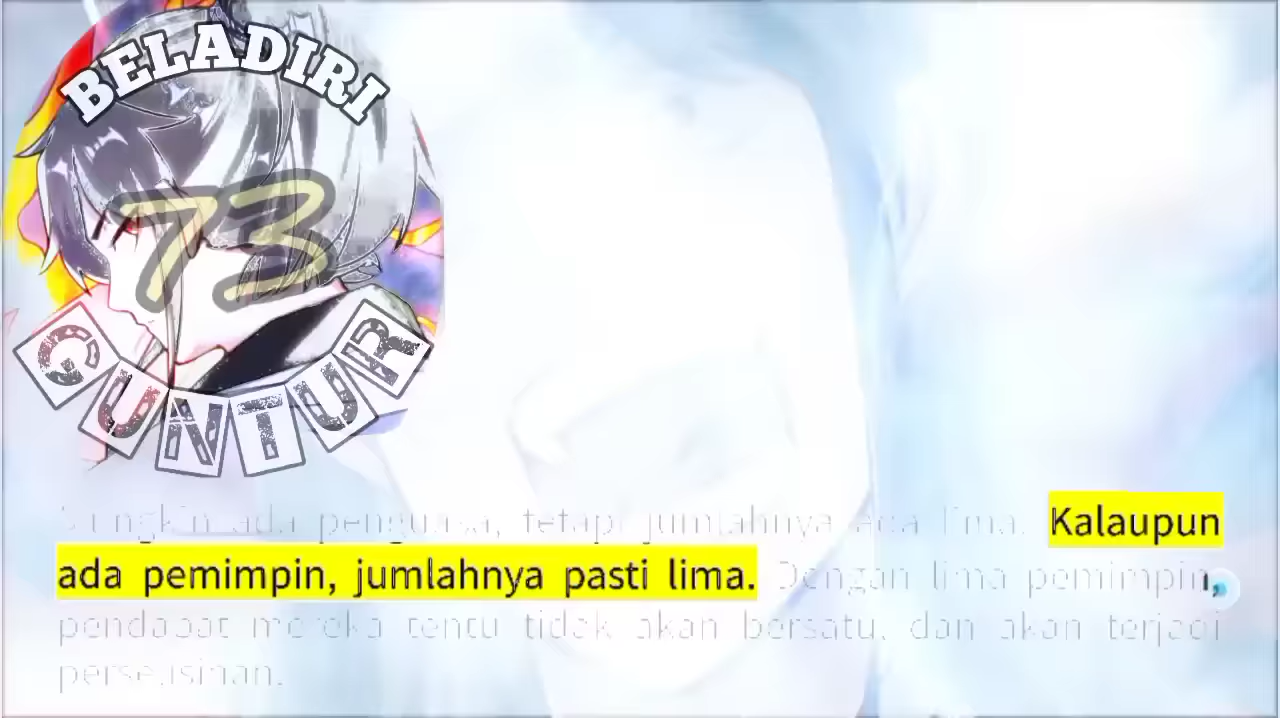 BELADIRI
73
GUNTUR
Mungkin ada penguasa, tetapi jumlahnya ada lima. Kalaupun
ada pemimpin, jumlahnya pasti lima. Dengan lima pemimpin,
pendapat mereka tentu tidak akan bersatu, dan akan terjadi
perselisihan.